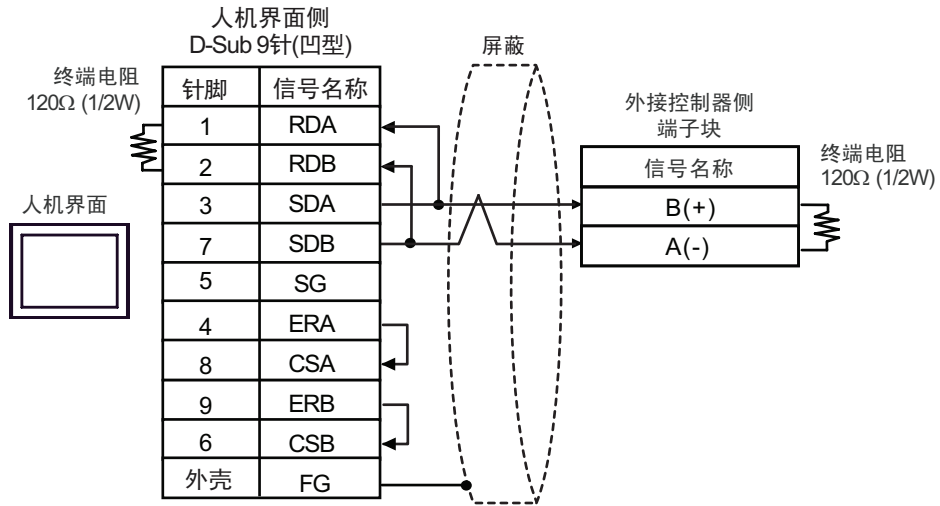 人机界面侧
D-Sub 9针(凹型)
屏蔽
终端电阻
120Ω (1/2W)
针脚 信号名称
1 RDA
2 RDB
3 SDA
7 SDB
5 SG
4 ERA
8 CSA
9 ERB
6 CSB
外壳 FG
人机界面
外接控制器侧
端子块
信号名称
B(+)
A(-)
终端电阻
120Ω (1/2W)